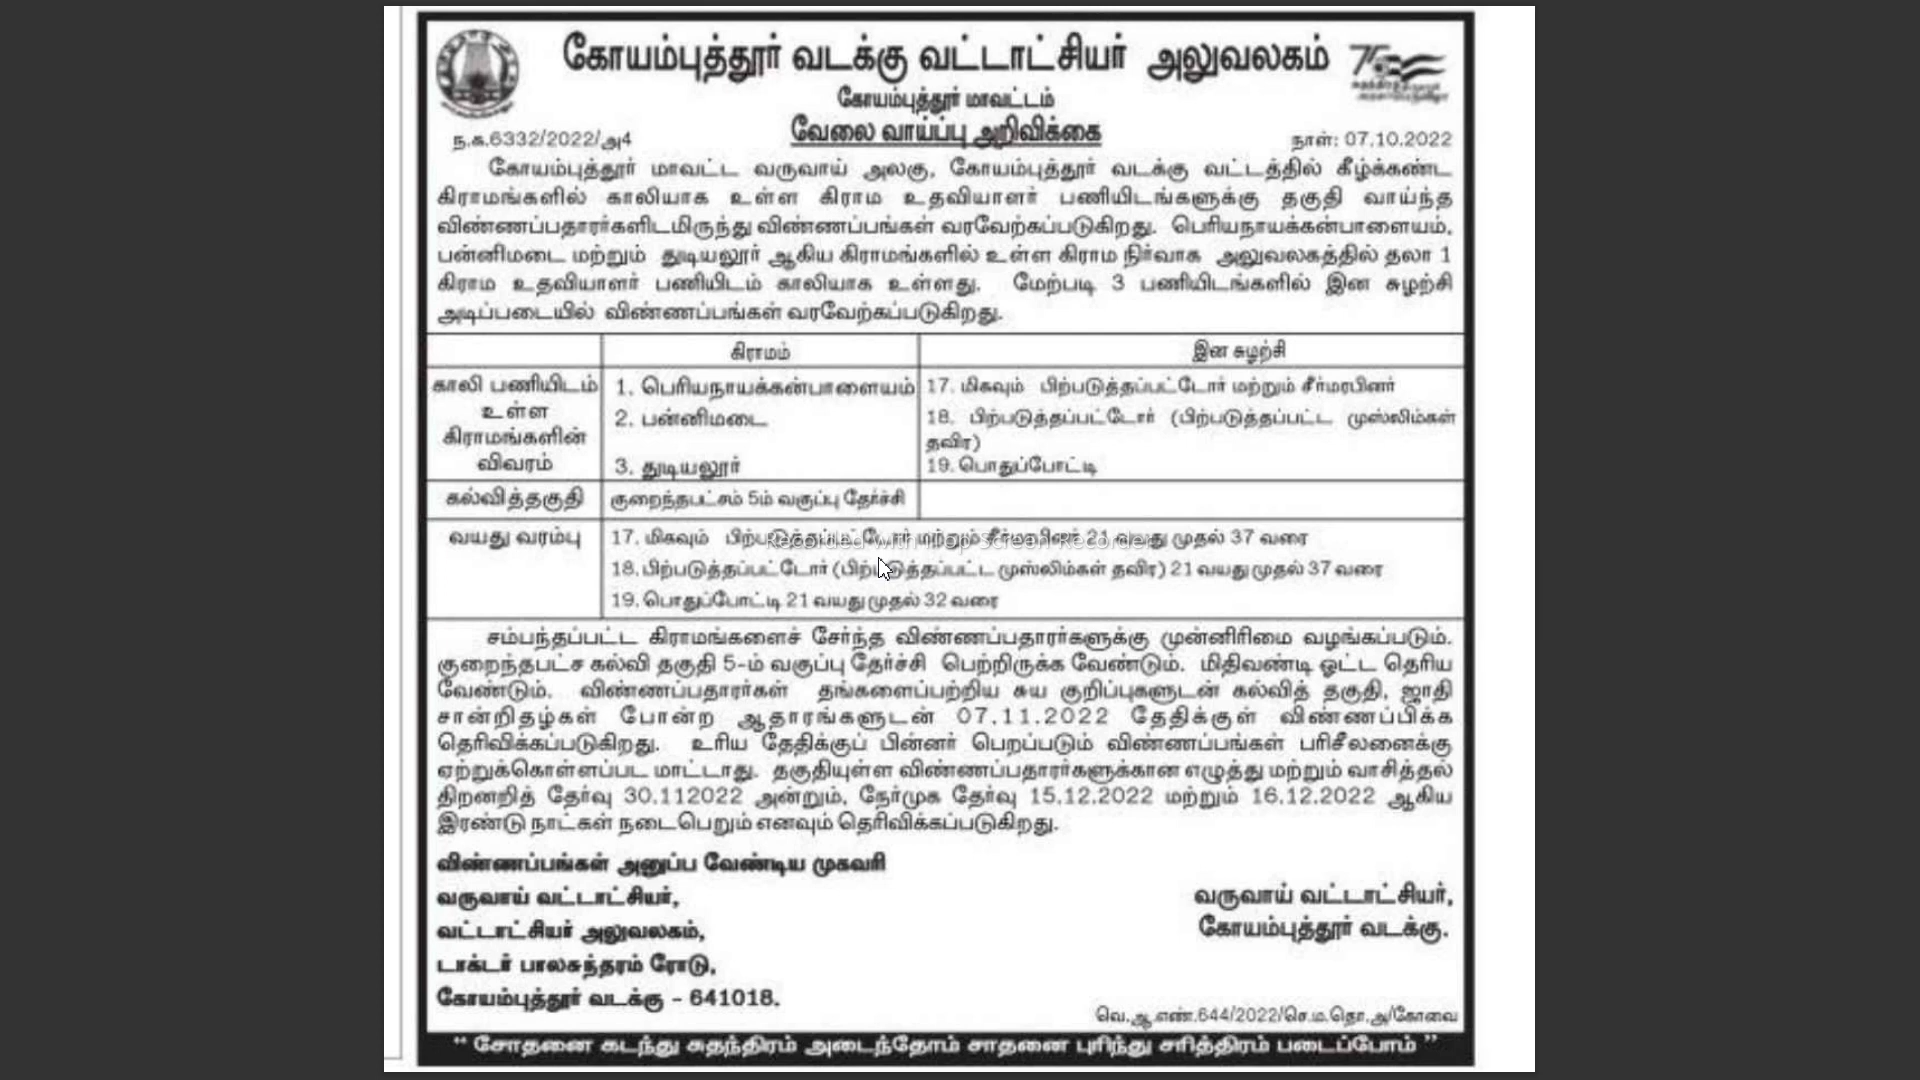 கோயம்புத்தூர் வடக்கு வட்டாட்சியர் அலுவலகம்
கோயம்புத்தூர் மாவட்டம்
வேலை வாய்ப்பு அறிவிக்கை
ந.க.6332/2022/அ4
நாள்: 07.10.2022
கோயம்புத்தூர் மாவட்ட வருவாய் அலகு, கோயம்புத்தூர் வடக்கு வட்டத்தில் கீழ்க்கண்ட
கிராமங்களில் காலியாக உள்ள கிராம உதவியாளர் பணியிடங்களுக்கு தகுதி வாய்ந்த
விண்ணப்பதாரர்களிடமிருந்து விண்ணப்பங்கள் வரவேற்கப்படுகிறது. பெரியநாயக்கன்பாளையம்,
பன்னிமடை மற்றும் துடியலூர் ஆகிய கிராமங்களில் உள்ள கிராம நிர்வாக அலுவலகத்தில் தலா 1
கிராம உதவியாளர் பணியிடம் காலியாக உள்ளது. மேற்படி 3 பணியிடங்களில் இன சுழற்சி
அடிப்படையில் விண்ணப்பங்கள் வரவேற்கப்படுகிறது.
கிராமம்
இன சுழற்சி
காலி பணியிடம்
உள்ள
கிராமங்களின்
விவரம்
1. பெரியநாயக்கன்பாளையம்
2. பன்னிமடை
3. துடியலூர்
17. மிகவும் பிற்படுத்தப்பட்டோர் மற்றும் சீர்மரபினர்
18. பிற்படுத்தப்பட்டோர் (பிற்படுத்தப்பட்ட முஸ்லிம்கள்
தவிர)
19. பொதுப்போட்டி
கல்வித்தகுதி
குறைந்தபட்சம் 5ம் வகுப்பு தேர்ச்சி
வயது வரம்பு
17. மிகவும் பிற்படுத்தப்பட்டோர் மற்றும் சீர்மரபினர் 21 வயது முதல் 37 வரை
Recorded with iTop Screen Recorder
18. பிற்படுத்தப்பட்டோர் (பிற்படுத்தப்பட்ட முஸ்லிம்கள் தவிர) 21 வயது முதல் 37 வரை
19. பொதுப்போட்டி 21 வயது முதல் 32 வரை
சம்பந்தப்பட்ட கிராமங்களைச் சேர்ந்த விண்ணப்பதாரர்களுக்கு முன்னிரிமை வழங்கப்படும்.
குறைந்தபட்ச கல்வி தகுதி 5-ம் வகுப்பு தேர்ச்சி பெற்றிருக்க வேண்டும். மிதிவண்டி ஓட்ட தெரிய
வேண்டும். விண்ணப்பதாரர்கள் தங்களைப்பற்றிய சுய குறிப்புகளுடன் கல்வித் தகுதி, ஜாதி
சான்றிதழ்கள் போன்ற ஆதாரங்களுடன் 07.11.2022 தேதிக்குள் விண்ணப்பிக்க
தெரிவிக்கப்படுகிறது. உரிய தேதிக்குப் பின்னர் பெறப்படும் விண்ணப்பங்கள் பரிசீலனைக்கு
ஏற்றுக்கொள்ளப்பட மாட்டாது. தகுதியுள்ள விண்ணப்பதாரர்களுக்கான எழுத்து மற்றும் வாசித்தல்
திறனறித் தேர்வு 30.112022 அன்றும், நேர்முக தேர்வு 15.12.2022 மற்றும் 16.12.2022 ஆகிய
இரண்டு நாட்கள் நடைபெறும் எனவும் தெரிவிக்கப்படுகிறது.
விண்ணப்பங்கள் அனுப்ப வேண்டிய முகவரி
வருவாய் வட்டாட்சியர்,
வட்டாட்சியர் அலுவலகம்,
டாக்டர் பாலசுந்தரம் ரோடு,
கோயம்புத்தூர் வடக்கு - 641018.
வருவாய் வட்டாட்சியர்,
கோயம்புத்தூர் வடக்கு.
வெ.ஆ.எண்.644/2022/செ.ம.தொ.அ/கோவை
“ சோதனை கடந்து சுதந்திரம் அடைந்தோம் சாதனை புரிந்து சரித்திரம் படைப்போம் ”